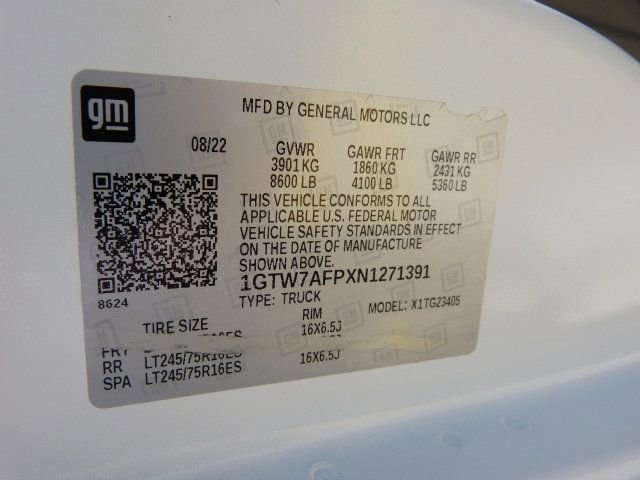 gm
MFD BY GENERAL MOTORS LLC
08/22 GVWR GAWR FRT GAWR RR
3901 KG 1860 KG 2431 KG
8600 LB 4100 LB 5360 LB
THIS VEHICLE CONFORMS TO ALL
APPLICABLE U.S. FEDERAL MOTOR
VEHICLE SAFETY STANDARDS IN EFFECT
ON THE DATE OF MANUFACTURE
SHOWN ABOVE.
1GTW7AFPXN1271391
8624
TYPE: TRUCK MODEL: X1TG23405
TIRE SIZE RIM
FRT 16X6.5J
RR LT245/75R16ES 16X6.5J
SPA LT245/75R16ES